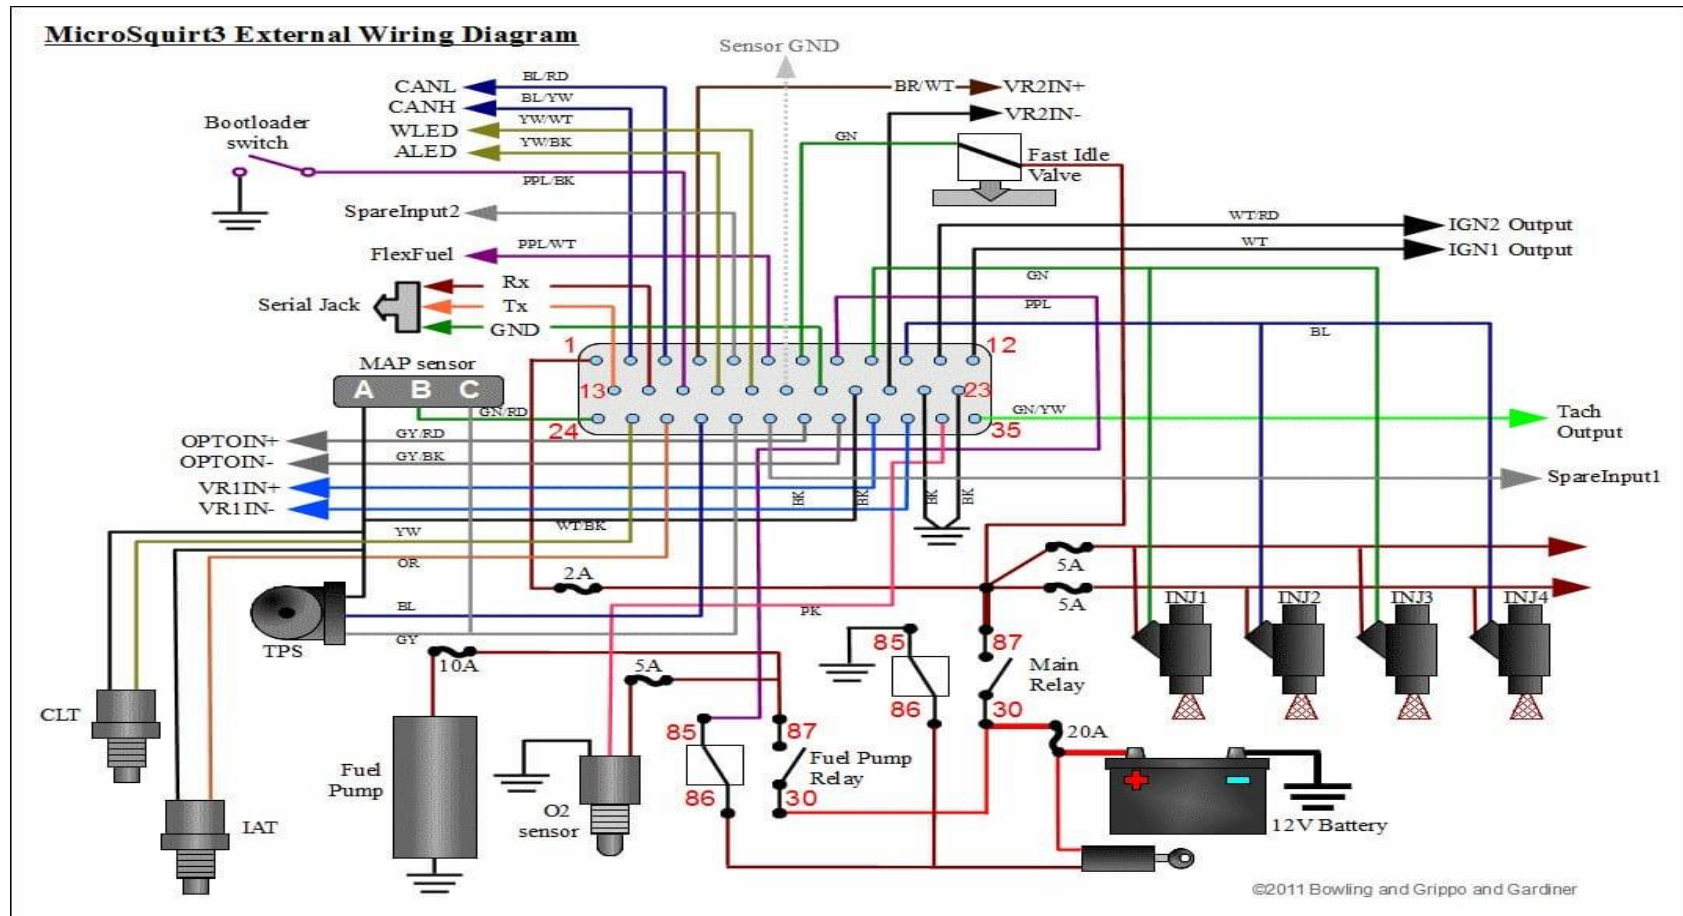 MicroSquirt3 External Wiring Diagram
Sensor GND
CANL
BL/RD
BR/WT
VR2IN+
CANH
BL/YW
VR2IN-
Bootloader
switch
WLED
YW/WT
ALED
YW/BK
GN
Fast Idle
Valve
PPL/BK
SpareInput2
WT/RD
IGN2 Output
FlexFuel
PPL/WT
WT
IGN1 Output
GN
Rx
Serial Jack
Tx
PPL
GND
BL
1
12
MAP sensor
A B C
13
23
GN/RD
GN/YW
Tach
Output
24
35
OPTOIN+
GY/RD
OPTOIN-
GY/BK
SpareInput1
VR1IN+
BK
BK
BK
BK
VR1IN-
WT/BK
YW
OR
2A
5A
5A
BL
PK
INJ1
INJ2
INJ3
INJ4
GY
TPS
10A
5A
85
87
Main
Relay
86
30
CLT
85
87
20A
Fuel
Pump
Fuel Pump
Relay
86
30
O2
sensor
IAT
+
-
12V Battery
©2011 Bowling and Grippo and Gardiner